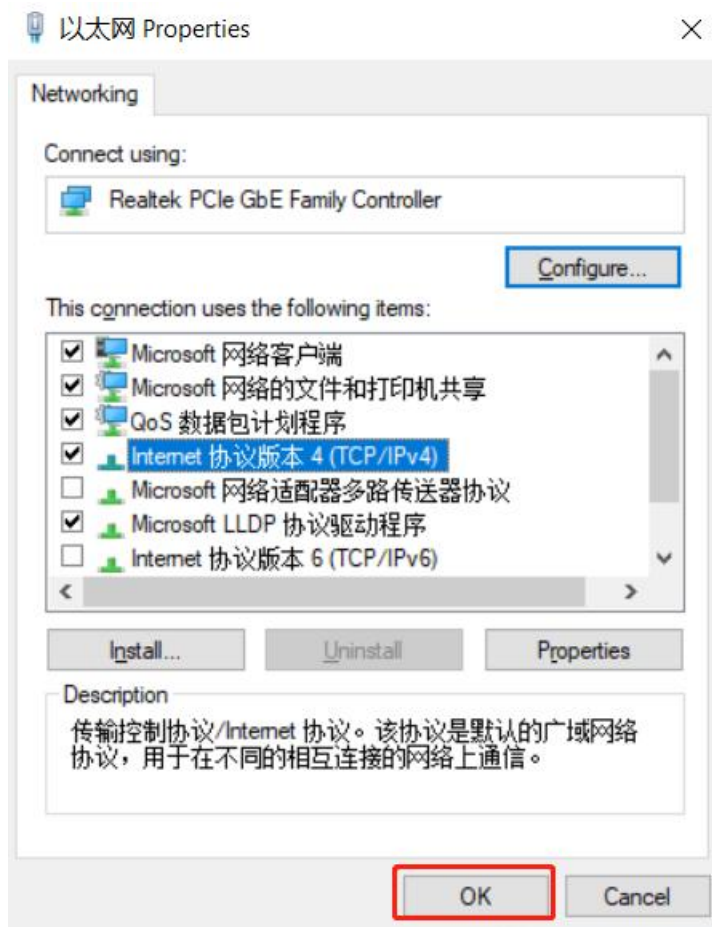 以太网 Properties
Networking
Connect using:
Realtek PCIe GbE Family Controller
Configure...
This connection uses the following items:
Microsoft 网络客户端
Microsoft 网络的文件和打印机共享
QoS 数据包计划程序
Internet 协议版本 4 (TCP/IPv4)
Microsoft 网络适配器多路传送器协议
Microsoft LLDP 协议驱动程序
Internet 协议版本 6 (TCP/IPv6)
Install... Uninstall Properties
Description
传输控制协议/Internet 协议。该协议是默认的广域网络
协议，用于在不同的相互连接的网络上通信。
OK Cancel